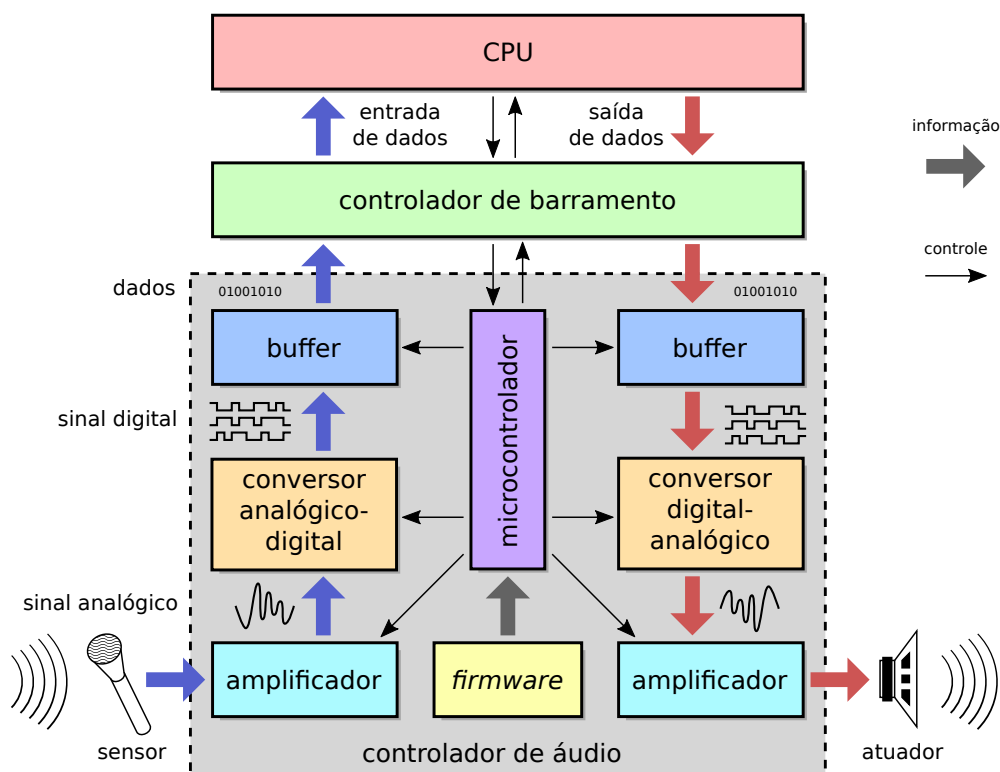 CPU
entrada
de dados
saída
de dados
informação
controlador de barramento
controle
dados
01001010
01001010
buffer
microcontrolador
buffer
sinal digital
conversor
analógico-
digital
conversor
digital-
analógico
sinal analógico
amplificador
firmware
amplificador
sensor
controlador de áudio
atuador